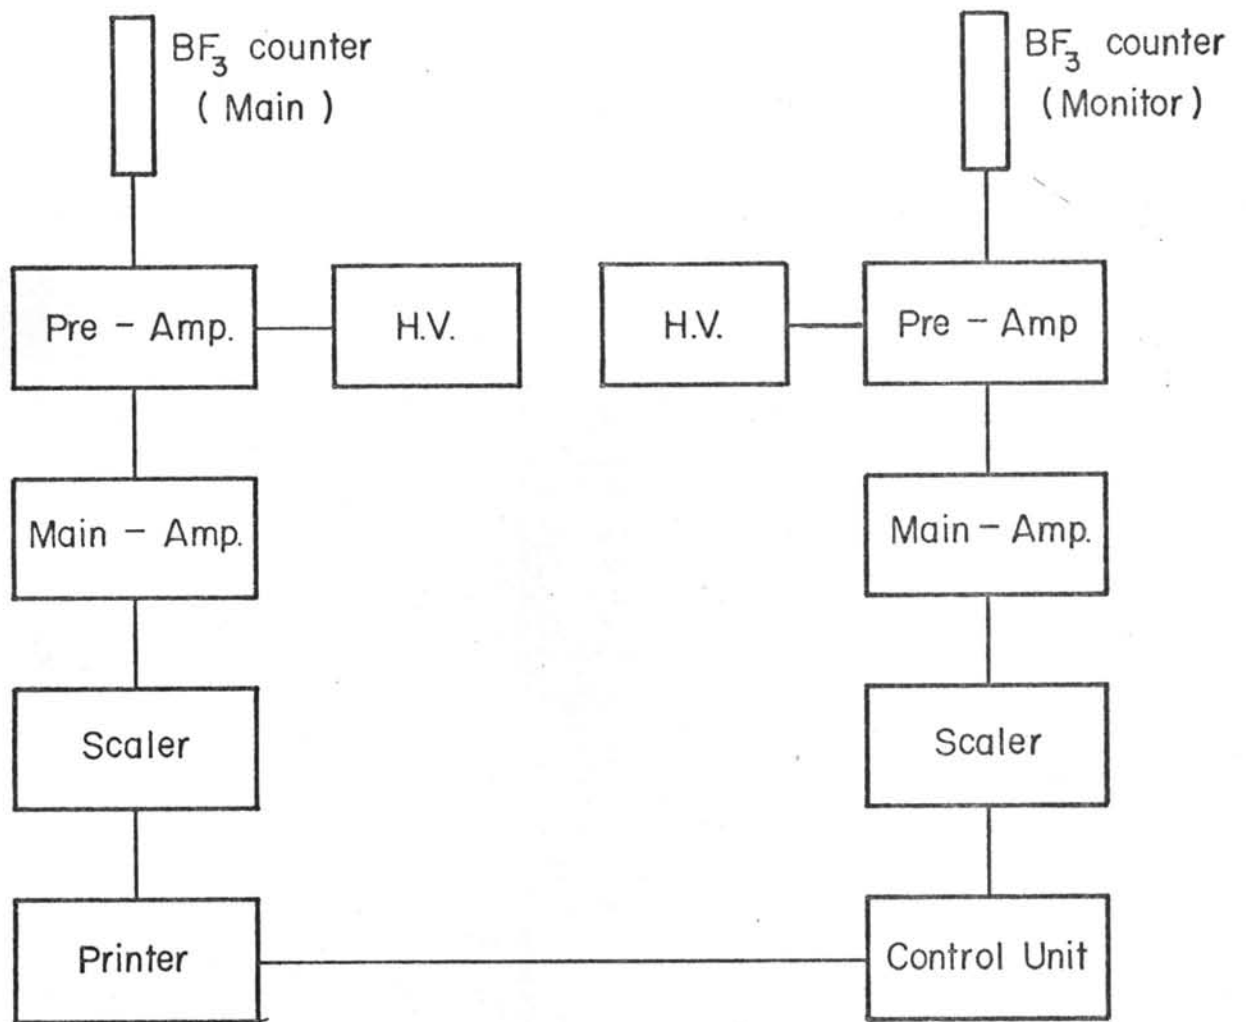 BF₃ counter
( Main )
BF₃ counter
( Monitor )
Pre - Amp.
H.V.
H.V.
Pre - Amp
Main - Amp.
Main - Amp.
Scaler
Scaler
Printer
Control Unit